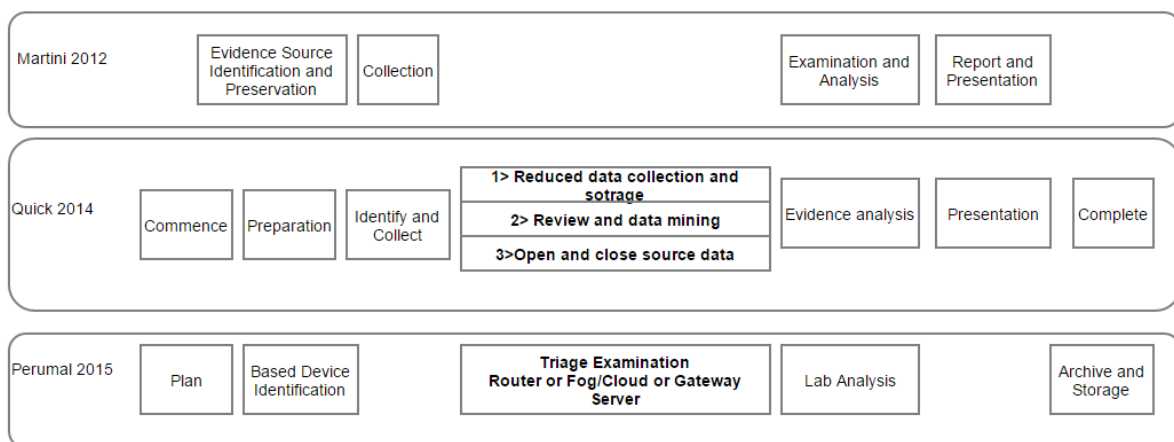 Martini 2012
Evidence Source
Identification and
Preservation
Collection
Examination and
Analysis
Report and
Presentation
Quick 2014
Commence
Preparation
Identify and
Collect
1> Reduced data collection and
sotrage
2> Review and data mining
3>Open and close source data
Evidence analysis
Presentation
Complete
Perumal 2015
Plan
Based Device
Identification
Triage Examination
Router or Fog/Cloud or Gateway
Server
Lab Analysis
Archive and
Storage